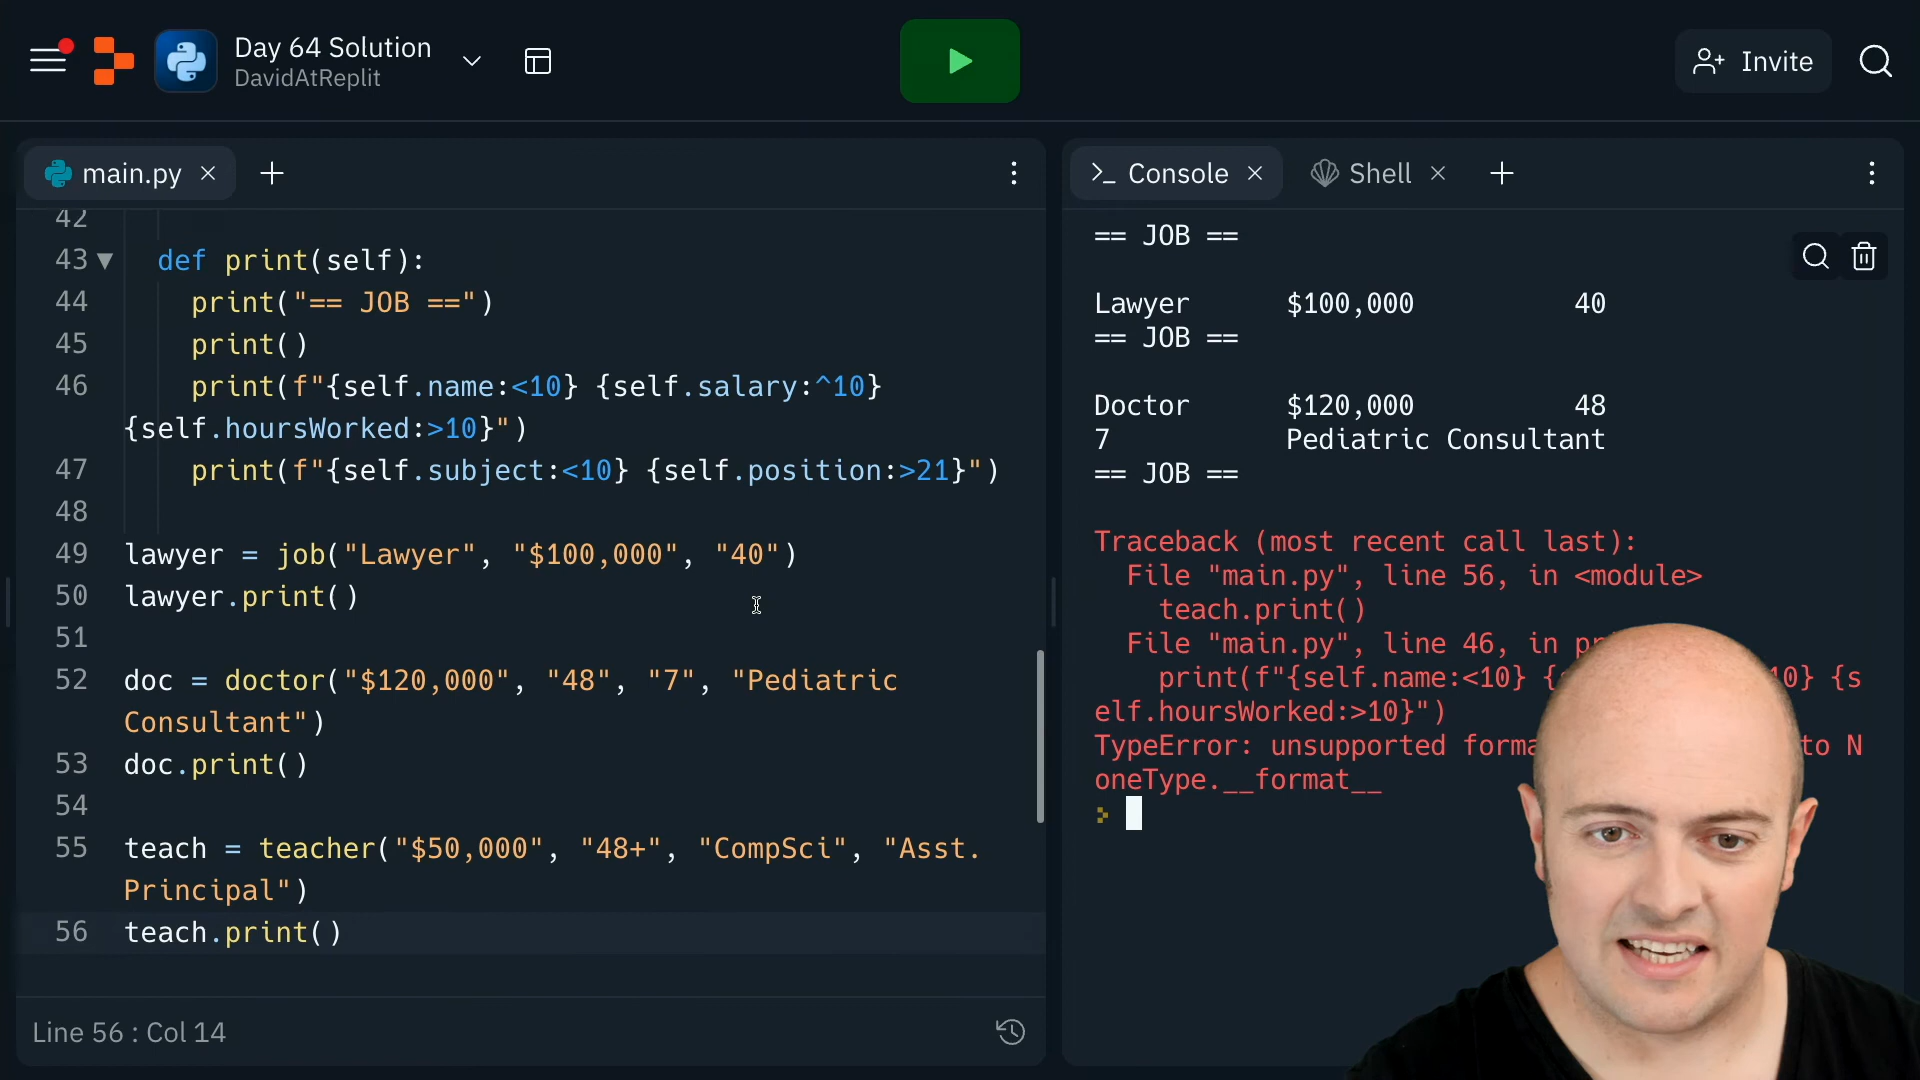 Day 64 Solution
DavidAtReplit
Invite
main.py
42
43 def print(self):
44 print("== JOB ==")
45 print()
46 print(f"{self.name:<10} {self.salary:^10}
{self.hoursWorked:>10}")
47 print(f"{self.subject:<10} {self.position:>21}")
48
49 lawyer = job("Lawyer", "$100,000", "40")
50 lawyer.print()
51
52 doc = doctor("$120,000", "48", "7", "Pediatric
Consultant")
53 doc.print()
54
55 teach = teacher("$50,000", "48+", "CompSci", "Asst.
Principal")
56 teach.print()
Line 56 : Col 14
Console
Shell
== JOB ==
Lawyer $100,000 40
== JOB ==
Doctor $120,000 48
7 Pediatric Consultant
== JOB ==
Traceback (most recent call last):
File "main.py", line 56, in <module>
teach.print()
File "main.py", line 46, in
print(f"{self.name:<10} { 10} {s
elf.hoursWorked:>10}")
TypeError: unsupported to N
oneType.__format__